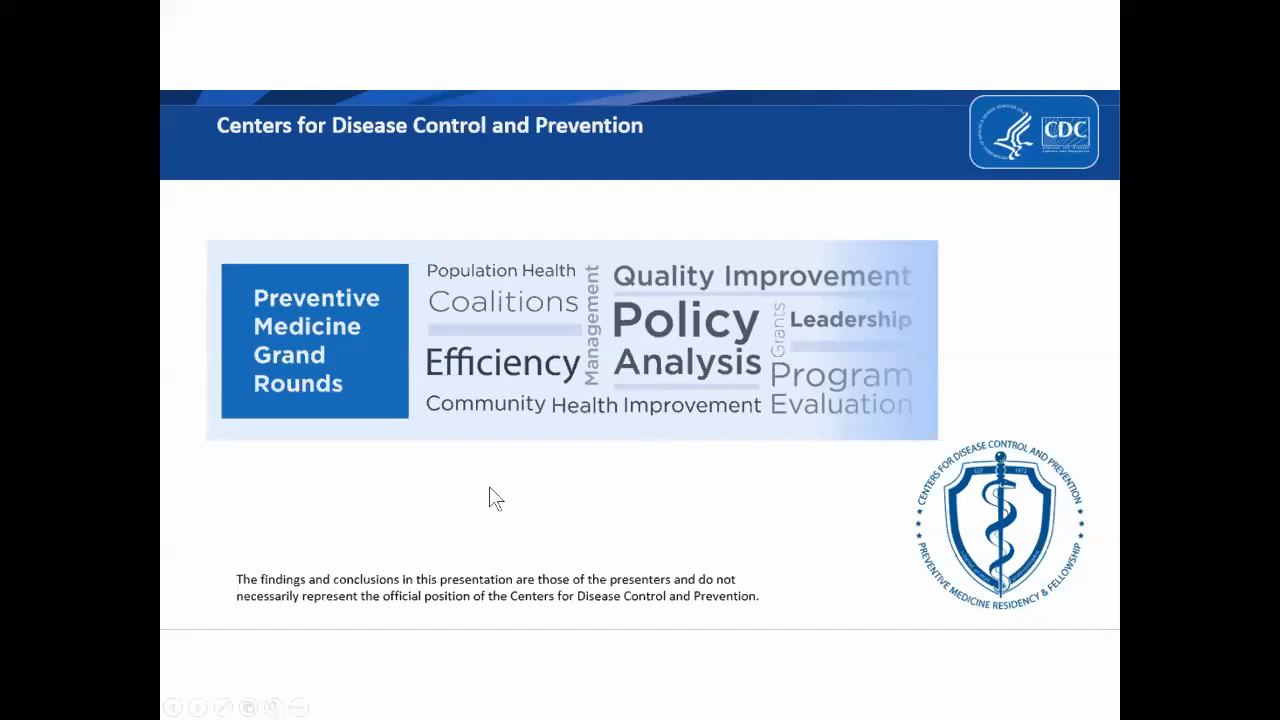 Centers for Disease Control and Prevention
CDC
Preventive
Medicine
Grand
Rounds
Population Health
Coalitions
Efficiency
Community Health Improvement
Management
Quality Improvement
Policy
Analysis
Grants
Leadership
Program
Evaluation
CENTERS FOR DISEASE CONTROL AND PREVENTION
EST 1972
PREVENTIVE MEDICINE RESIDENCY & FELLOWSHIP
The findings and conclusions in this presentation are those of the presenters and do not
necessarily represent the official position of the Centers for Disease Control and Prevention.